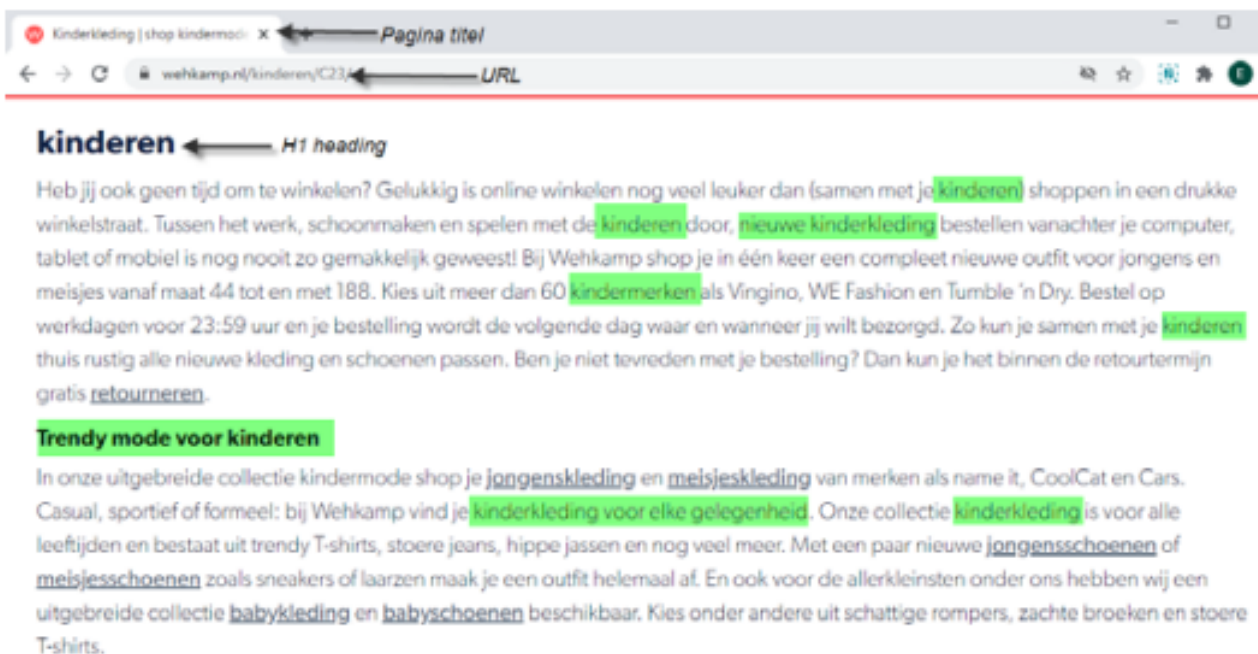 Kinderkleding | shop kindermode
Pagina titel
wehkamp.nl/kinderen/C23/
URL
E
kinderen
H1 heading
Heb jij ook geen tijd om te winkelen? Gelukkig is online winkelen nog veel leuker dan (samen met je kinderen) shoppen in een drukke
winkelstraat. Tussen het werk, schoonmaken en spelen met de kinderen door, nieuwe kinderkleding bestellen vanachter je computer,
tablet of mobiel is nog nooit zo gemakkelijk geweest! Bij Wehkamp shop je in één keer een compleet nieuwe outfit voor jongens en
meisjes vanaf maat 44 tot en met 188. Kies uit meer dan 60 kindermerken als Vingino, WE Fashion en Tumble 'n Dry. Bestel op
werkdagen voor 23:59 uur en je bestelling wordt de volgende dag waar en wanneer jij wilt bezorgd. Zo kun je samen met je kinderen
thuis rustig alle nieuwe kleding en schoenen passen. Ben je niet tevreden met je bestelling? Dan kun je het binnen de retourtermijn
gratis retourneren.
Trendy mode voor kinderen
In onze uitgebreide collectie kindermode shop je jongenskleding en meisjeskleding van merken als name it, CoolCat en Cars.
Casual, sportief of formeel: bij Wehkamp vind je kinderkleding voor elke gelegenheid. Onze collectie kinderkleding is voor alle
leeftijden en bestaat uit trendy T-shirts, stoere jeans, hippe jassen en nog veel meer. Met een paar nieuwe jongensschoenen of
meisjesschoenen zoals sneakers of laarzen maak je een outfit helemaal af. En ook voor de allerkleinsten onder ons hebben wij een
uitgebreide collectie babykleding en babyschoenen beschikbaar. Kies onder andere uit schattige rompers, zachte broeken en stoere
T-shirts.